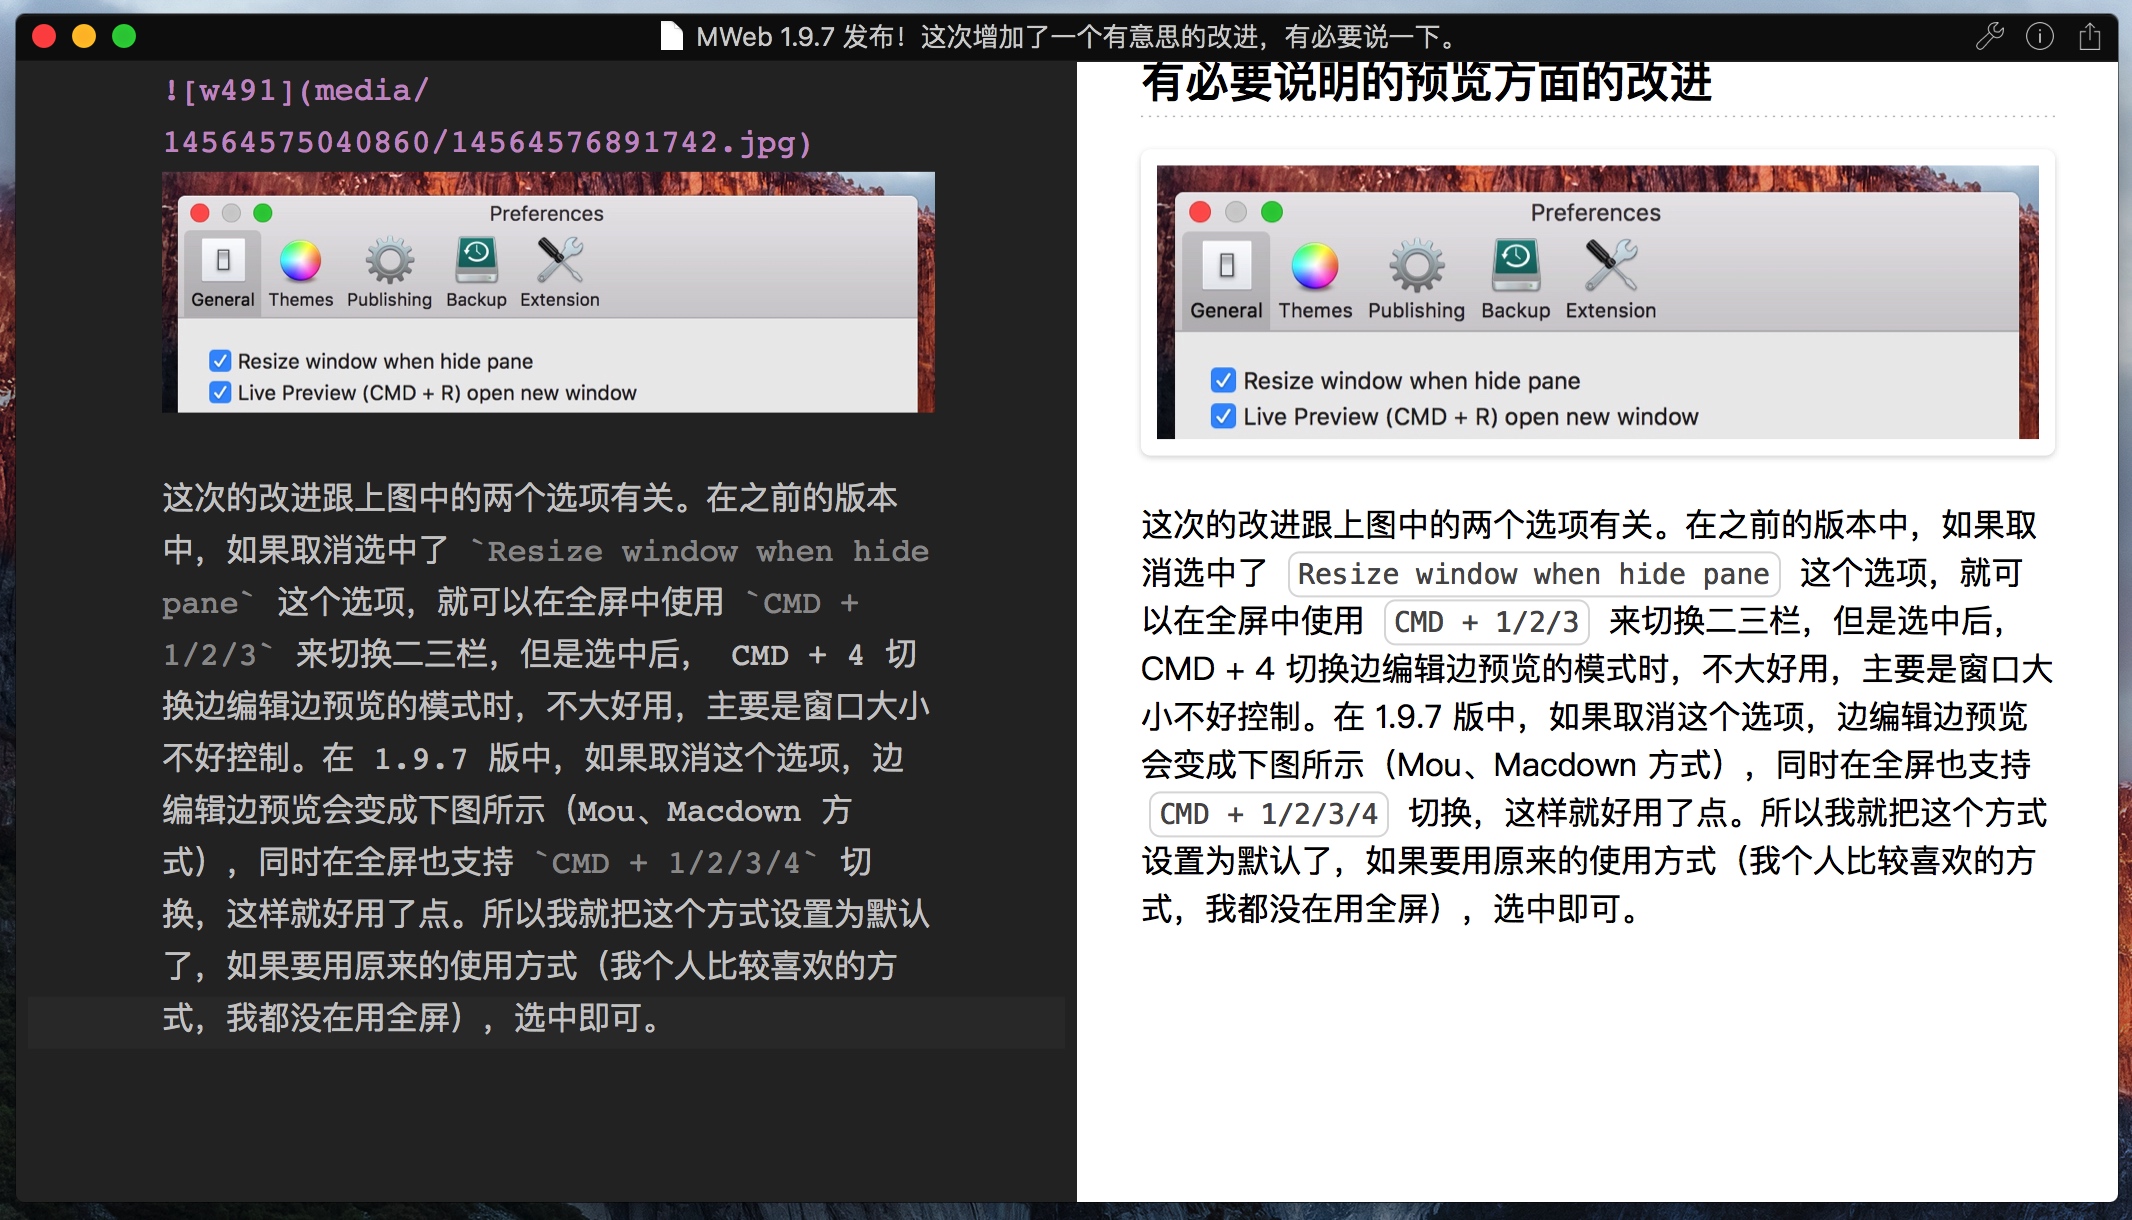 MWeb 1.9.7 发布！这次增加了一个有意思的改进，有必要说一下。
![w491](media/
14564575040860/14564576891742.jpg)
Preferences
General Themes Publishing Backup Extension
Resize window when hide pane
Live Preview (CMD + R) open new window
这次的改进跟上图中的两个选项有关。在之前的版本
中，如果取消选中了 `Resize window when hide
pane` 这个选项，就可以在全屏中使用 `CMD +
1/2/3` 来切换二三栏，但是选中后， CMD + 4 切
换边编辑边预览的模式时，不大好用，主要是窗口大小
不好控制。在 1.9.7 版中，如果取消这个选项，边
编辑边预览会变成下图所示（Mou、Macdown 方
式），同时在全屏也支持 `CMD + 1/2/3/4` 切
换，这样就好用了点。所以我就把这个方式设置为默认
了，如果要用原来的使用方式（我个人比较喜欢的方
式，我都没在用全屏），选中即可。
有必要说明的预览方面的改进
Preferences
General Themes Publishing Backup Extension
Resize window when hide pane
Live Preview (CMD + R) open new window
这次的改进跟上图中的两个选项有关。在之前的版本中，如果取
消选中了 Resize window when hide pane 这个选项，就可
以在全屏中使用 CMD + 1/2/3 来切换二三栏，但是选中后，
CMD + 4 切换边编辑边预览的模式时，不大好用，主要是窗口大
小不好控制。在 1.9.7 版中，如果取消这个选项，边编辑边预览
会变成下图所示（Mou、Macdown 方式），同时在全屏也支持
CMD + 1/2/3/4 切换，这样就好用了点。所以我就把这个方式
设置为默认了，如果要用原来的使用方式（我个人比较喜欢的方
式，我都没在用全屏），选中即可。